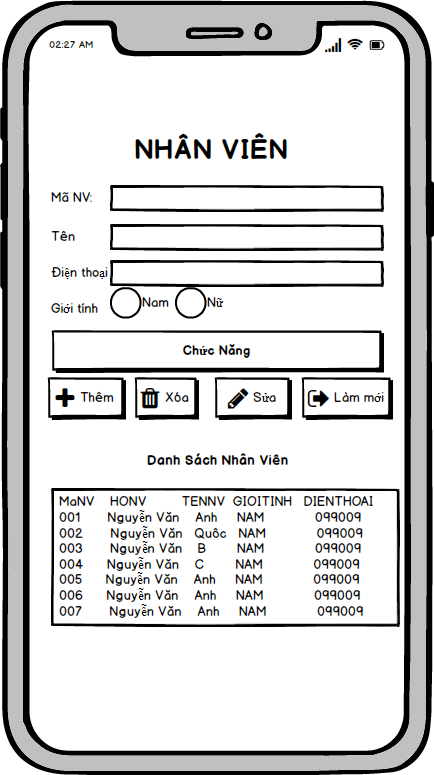 02:27 AM
NHÂN VIÊN
Mã NV:
Tên
Điện thoại
Giới tính Nam Nữ
Chức Năng
Thêm Xóa Sửa Làm mới
Danh Sách Nhân Viên
MaNV HONV TENNV GIOITINH DIENTHOAI
001 Nguyễn Văn Anh NAM 099009
002 Nguyễn Văn Quôc NAM 099009
003 Nguyễn Văn B NAM 099009
004 Nguyễn Văn C NAM 099009
005 Nguyễn Văn Anh NAM 099009
006 Nguyễn Văn Anh NAM 099009
007 Nguyễn Văn Anh NAM 099009